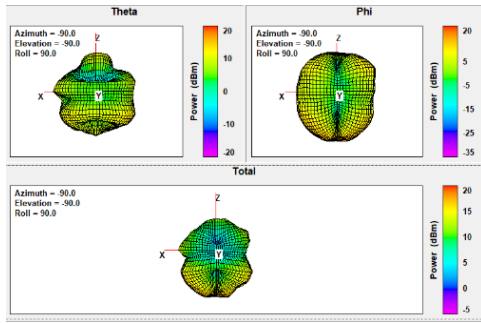 Theta
Azimuth = -90.0
Elevation = -90.0
Roll = 90.0
Z
X
Y
Power (dBm)
20
10
0
-10
-20
Phi
Azimuth = -90.0
Elevation = -90.0
Roll = 90.0
Z
X
Y
Power (dBm)
20
5
-5
-15
-25
-35
Total
Azimuth = -90.0
Elevation = -90.0
Roll = 90.0
Z
X
Y
Power (dBm)
20
15
10
5
0
-5